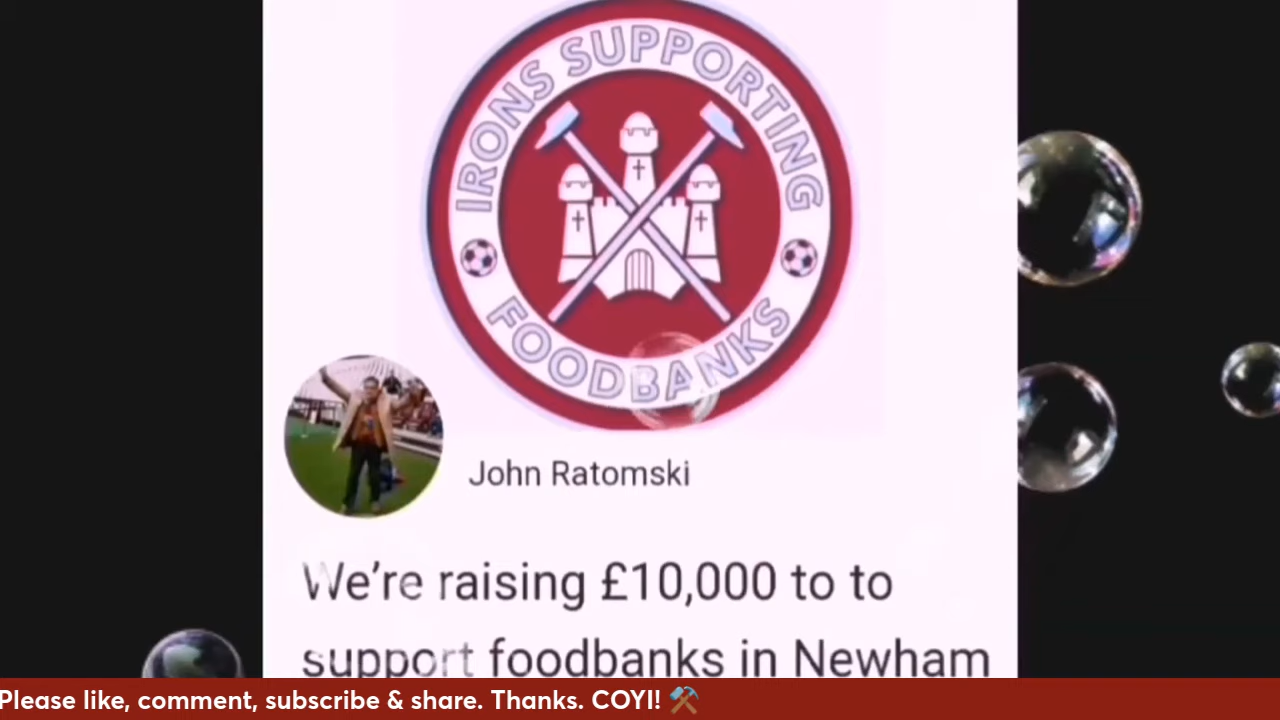 IRONS SUPPORTING
FOODBANKS
John Ratomski
We're raising £10,000 to to
support foodbanks in Newham
Please like, comment, subscribe & share. Thanks. COYI! ⚒️